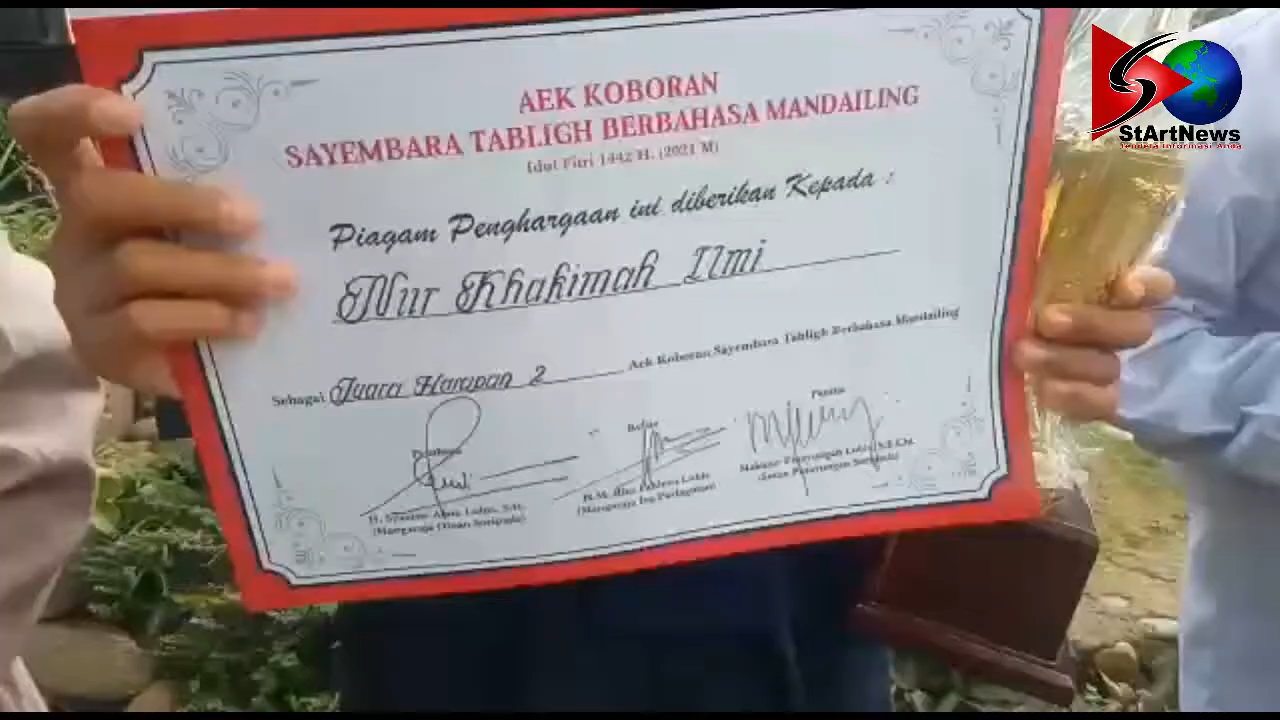 AEK KOBORAN
SAYEMBARA TABLIGH BERBAHASA MANDAILING
Idul Fitri 1442 H. (2021 M)
Piagam Penghargaan ini diberikan Kepada :
Nur Khakimah Ilmi
Sebagai Juara Harapan 2 Aek Koboran Sayembara Tabligh Berbahasa Mandailing
Panitia
StArtNews